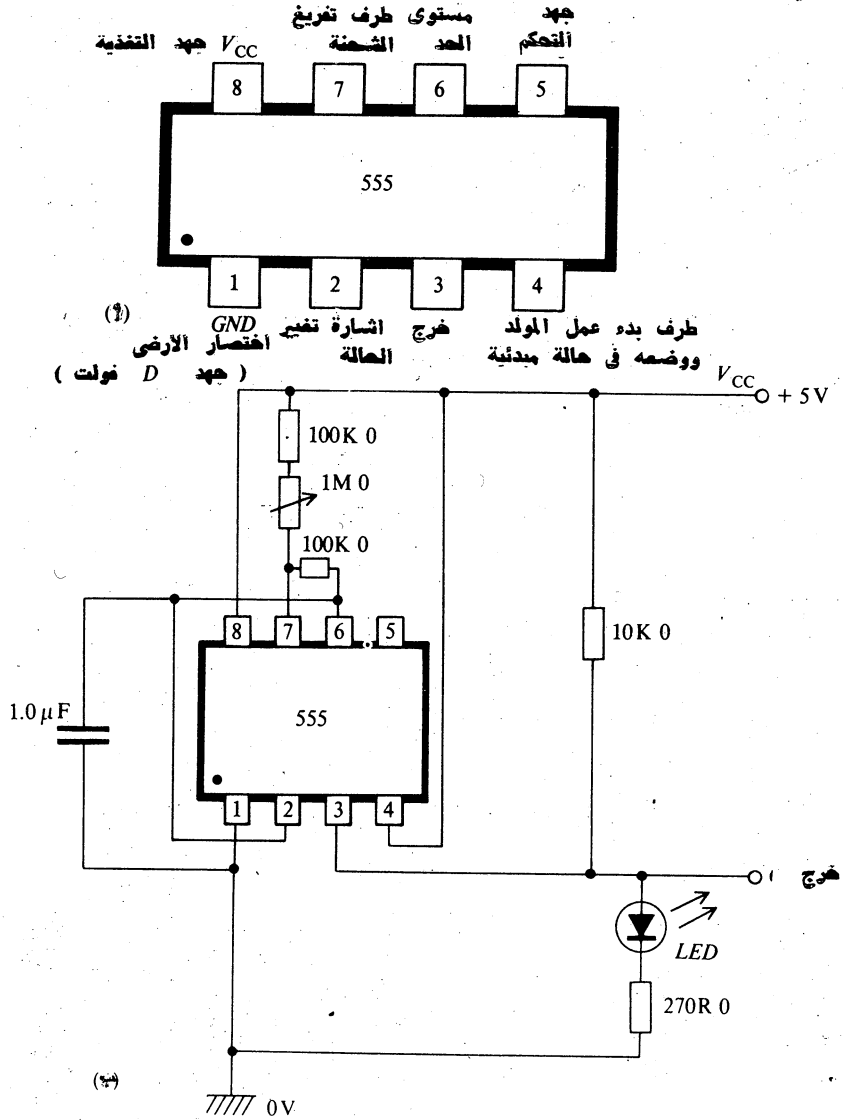 جهد
التحكم
مستوى
الحد
طرف تفريغ
الشحنة
جهد التغذية VCC
8
7
6
5
555
1
2
3
4
(أ)
GND
اختصار الأرضى
( جهد D فولت )
اشارة تغيير
الحالة
خرج
طرف بدء عمل المولد
ووضعه فى حالة مبدئية
VCC
+ 5V
100K 0
1M 0
100K 0
8
7
6
5
10K 0
1.0 μF
555
1
2
3
4
خرج
LED
270R 0
(ب)
0V